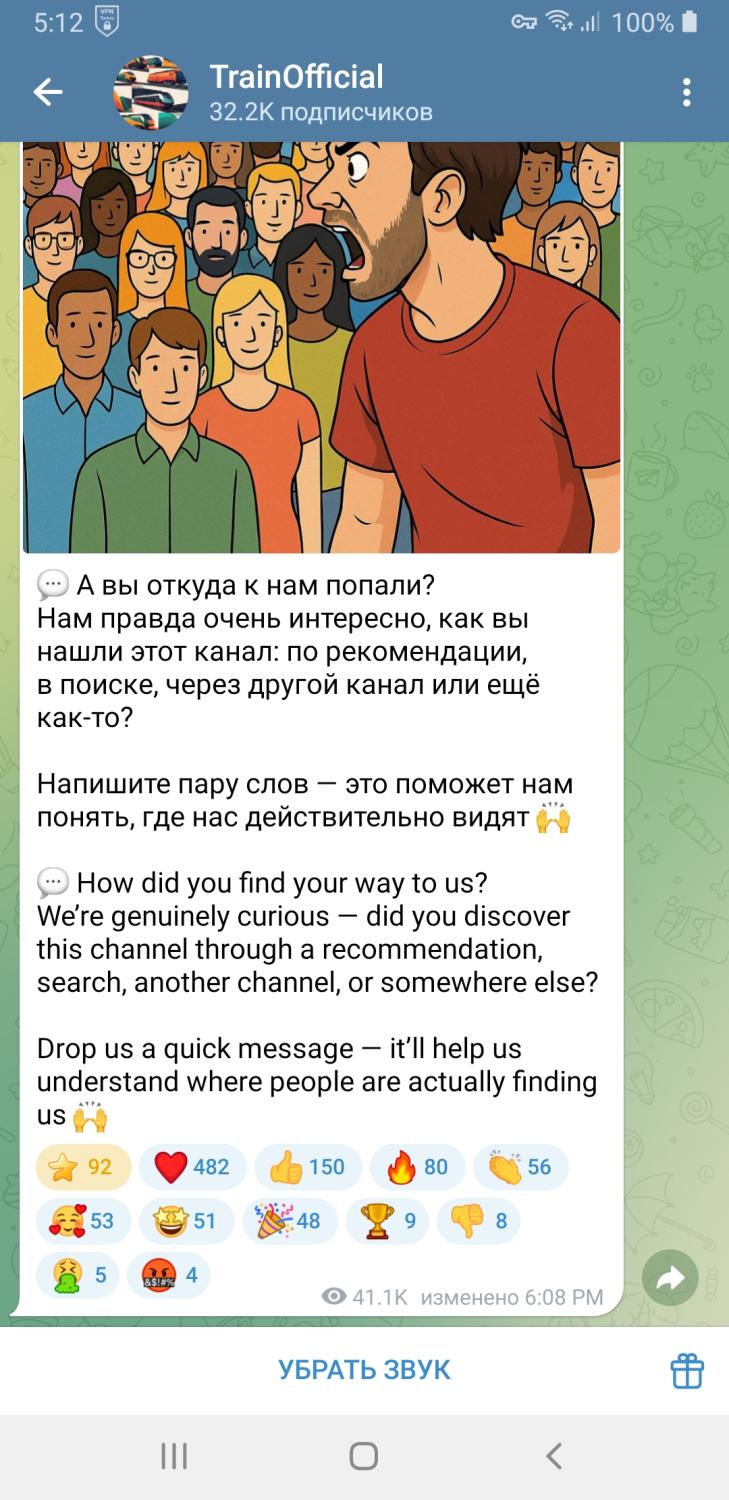 5:12
VPN
100%
TrainOfficial
32.2K подписчиков
💬 А вы откуда к нам попали?
Нам правда очень интересно, как вы
нашли этот канал: по рекомендации,
в поиске, через другой канал или ещё
как-то?
Напишите пару слов — это поможет нам
понять, где нас действительно видят 🙌
💬 How did you find your way to us?
We’re genuinely curious — did you discover
this channel through a recommendation,
search, another channel, or somewhere else?
Drop us a quick message — it’ll help us
understand where people are actually finding
us 🙌
⭐ 92 ❤️ 482 👍 150 🔥 80 👏 56
🥰 53 🤩 51 🎉 48 🏆 9 👎 8
🤮 5 🤬 4
41.1K изменено 6:08 PM
УБРАТЬ ЗВУК